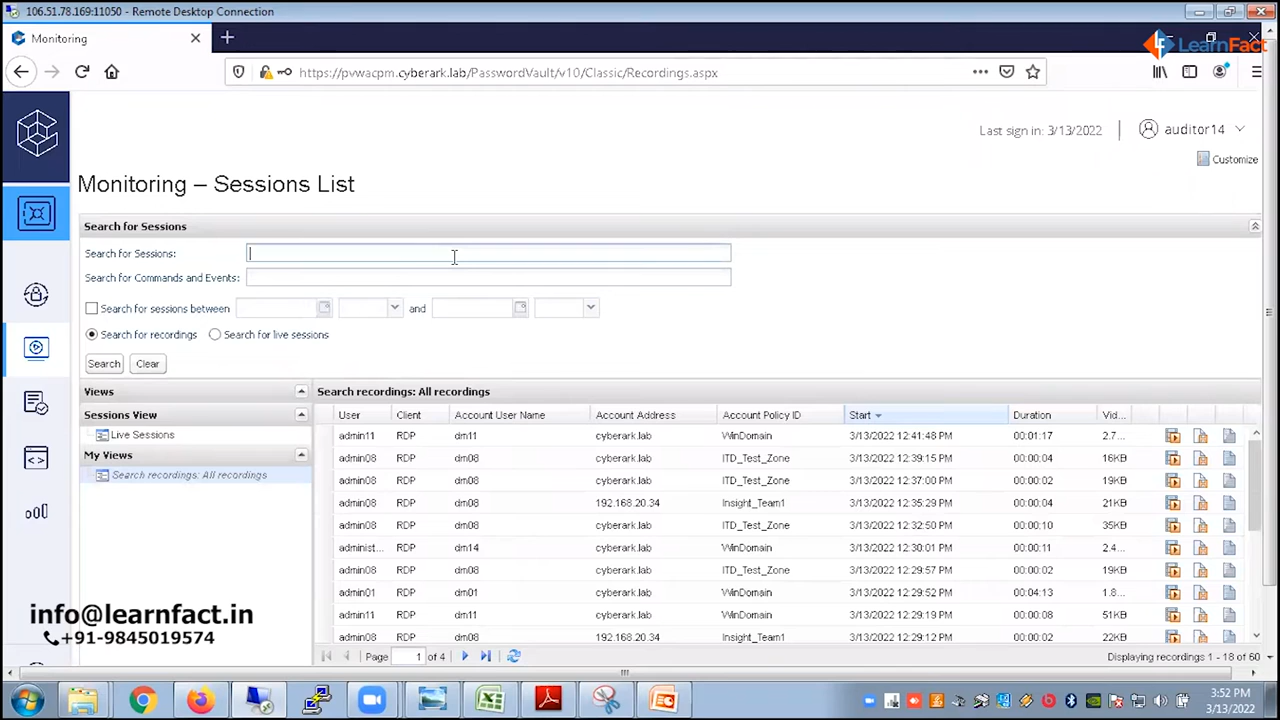 106.51.78.169:11050 - Remote Desktop Connection
Monitoring
LearnFact
https://pvwacpm.cyberark.lab/PasswordVault/v10/Classic/Recordings.aspx
Last sign in: 3/13/2022 auditor14
Customize
Monitoring – Sessions List
Search for Sessions
Search for Sessions:
Search for Commands and Events:
Search for sessions between and
Search for recordings Search for live sessions
Search Clear
Views
Sessions View
Live Sessions
My Views
Search recordings: All recordings
Search recordings: All recordings
User Client Account User Name Account Address Account Policy ID Start Duration Vid...
admin11 RDP dm11 cyberark.lab WinDomain 3/13/2022 12:41:48 PM 00:01:17 2.7...
admin08 RDP dm08 cyberark.lab ITD_Test_Zone 3/13/2022 12:39:15 PM 00:00:04 16KB
admin08 RDP dm08 cyberark.lab ITD_Test_Zone 3/13/2022 12:37:00 PM 00:00:02 19KB
admin08 RDP dm08 192.168.20.34 Insight_Team1 3/13/2022 12:35:29 PM 00:00:04 21KB
admin08 RDP dm08 cyberark.lab ITD_Test_Zone 3/13/2022 12:32:50 PM 00:00:10 35KB
administ... RDP dm14 cyberark.lab WinDomain 3/13/2022 12:30:01 PM 00:00:11 2.4...
admin08 RDP dm08 cyberark.lab ITD_Test_Zone 3/13/2022 12:29:57 PM 00:00:02 19KB
admin01 RDP dm01 cyberark.lab WinDomain 3/13/2022 12:29:52 PM 00:04:13 1.8...
admin11 RDP dm11 cyberark.lab WinDomain 3/13/2022 12:29:19 PM 00:00:08 51KB
admin08 RDP dm08 192.168.20.34 Insight_Team1 3/13/2022 12:29:12 PM 00:00:02 22KB
Page 1 of 4 Displaying recordings 1 - 18 of 60
info@learnfact.in
+91-9845019574
3:52 PM
3/13/2022